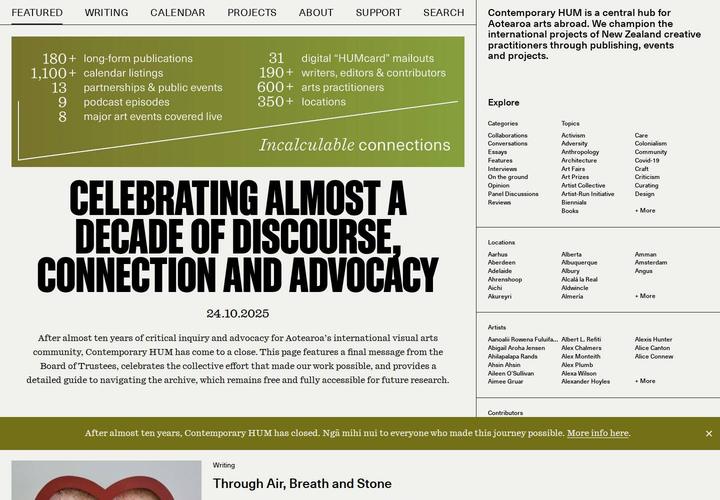 FEATURED WRITING CALENDAR PROJECTS ABOUT SUPPORT SEARCH
180+ long-form publications
1,100+ calendar listings
13 partnerships & public events
9 podcast episodes
8 major art events covered live
31 digital “HUMcard” mailouts
190+ writers, editors & contributors
600+ arts practitioners
350+ locations
Incalculable connections
CELEBRATING ALMOST A
DECADE OF DISCOURSE,
CONNECTION AND ADVOCACY
24.10.2025
After almost ten years of critical inquiry and advocacy for Aotearoa’s international visual arts
community, Contemporary HUM has come to a close. This page features a final message from the
Board of Trustees, celebrates the collective effort that made our work possible, and provides a
detailed guide to navigating the archive, which remains free and fully accessible for future research.
Contemporary HUM is a central hub for
Aotearoa arts abroad. We champion the
international projects of New Zealand creative
practitioners through publishing, events
and projects.
Explore
Categories
Collaborations
Conversations
Essays
Features
Interviews
On the ground
Opinion
Panel Discussions
Reviews
Topics
Activism
Adversity
Anthropology
Architecture
Art Fairs
Art Prizes
Artist Collective
Artist-Run Initiative
Biennials
Books
Care
Colonialism
Community
Covid-19
Craft
Criticism
Curating
Design
+ More
Locations
Aarhus
Aberdeen
Adelaide
Ahrenshoop
Aichi
Akureyri
Alberta
Albuquerque
Albury
Alcalá la Real
Aldwincle
Almería
Amman
Amsterdam
Angus
+ More
Artists
Aanoalii Rowena Fuluifa...
Abigail Aroha Jensen
Ahilapalapa Rands
Ahsin Ahsin
Aileen O'Sullivan
Aimee Gruar
Albert L. Refiti
Alex Chalmers
Alex Monteith
Alex Plumb
Alexa Wilson
Alexander Hoyles
Alexis Hunter
Alice Canton
Alice Connew
+ More
Contributors
After almost ten years, Contemporary HUM has closed. Ngā mihi nui to everyone who made this journey possible. More info here. ×
Writing
Through Air, Breath and Stone